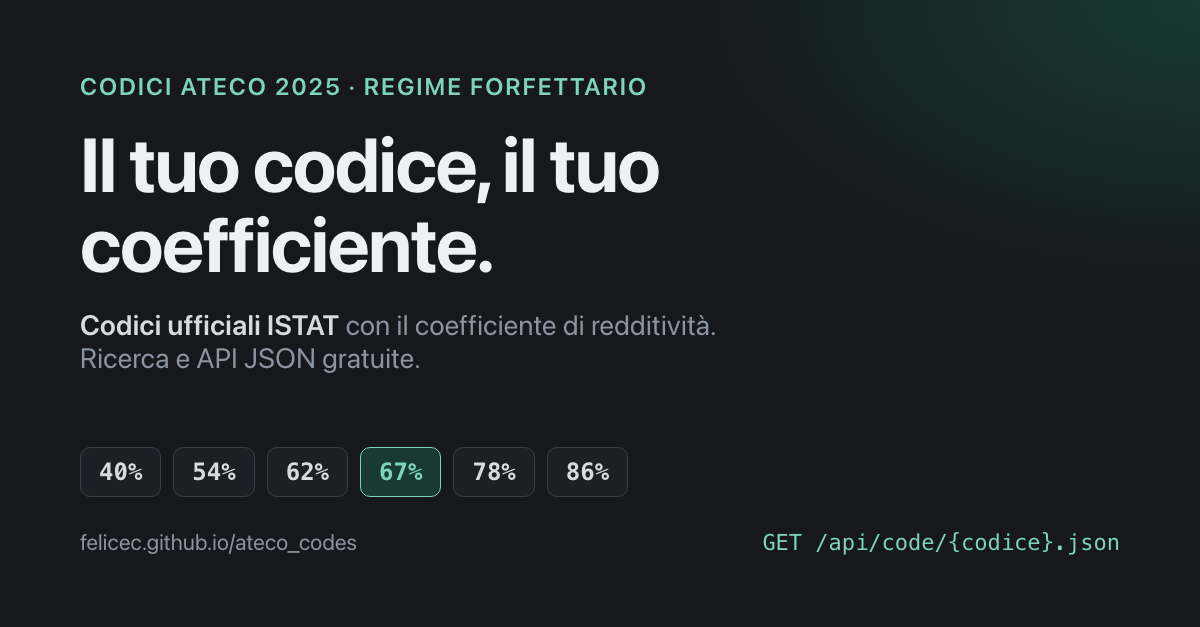 CODICI ATECO 2025 · REGIME FORFETTARIO
Il tuo codice, il tuo
coefficiente.
Codici ufficiali ISTAT con il coefficiente di redditività.
Ricerca e API JSON gratuite.
40% 54% 62% 67% 78% 86%
felicec.github.io/ateco_codes GET /api/code/{codice}.json